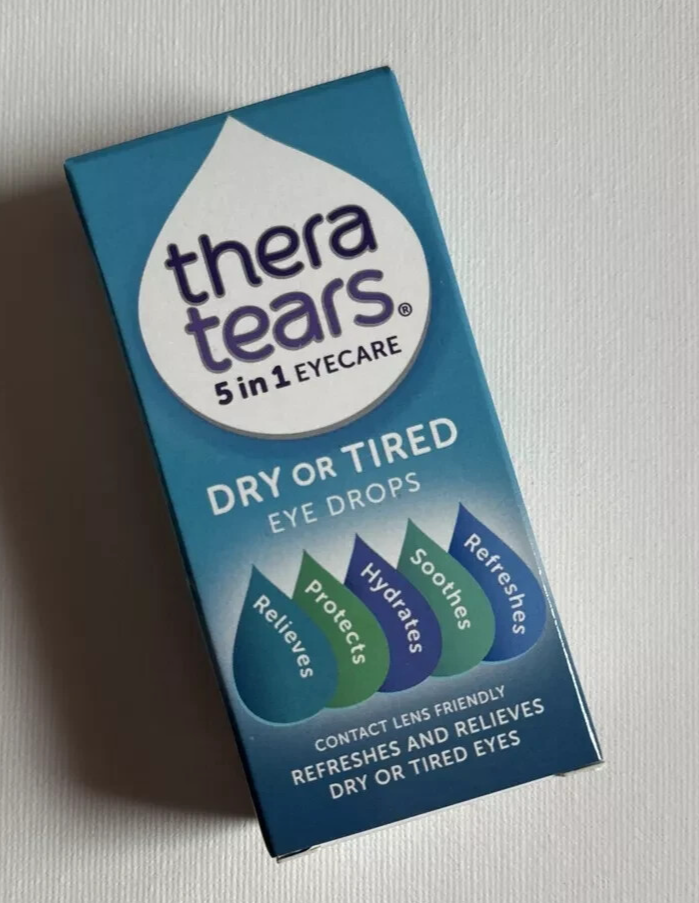 thera
tears®
5 in 1 EYECARE
DRY OR TIRED
EYE DROPS
Relieves
Protects
Hydrates
Soothes
Refreshes
CONTACT LENS FRIENDLY
REFRESHES AND RELIEVES
DRY OR TIRED EYES